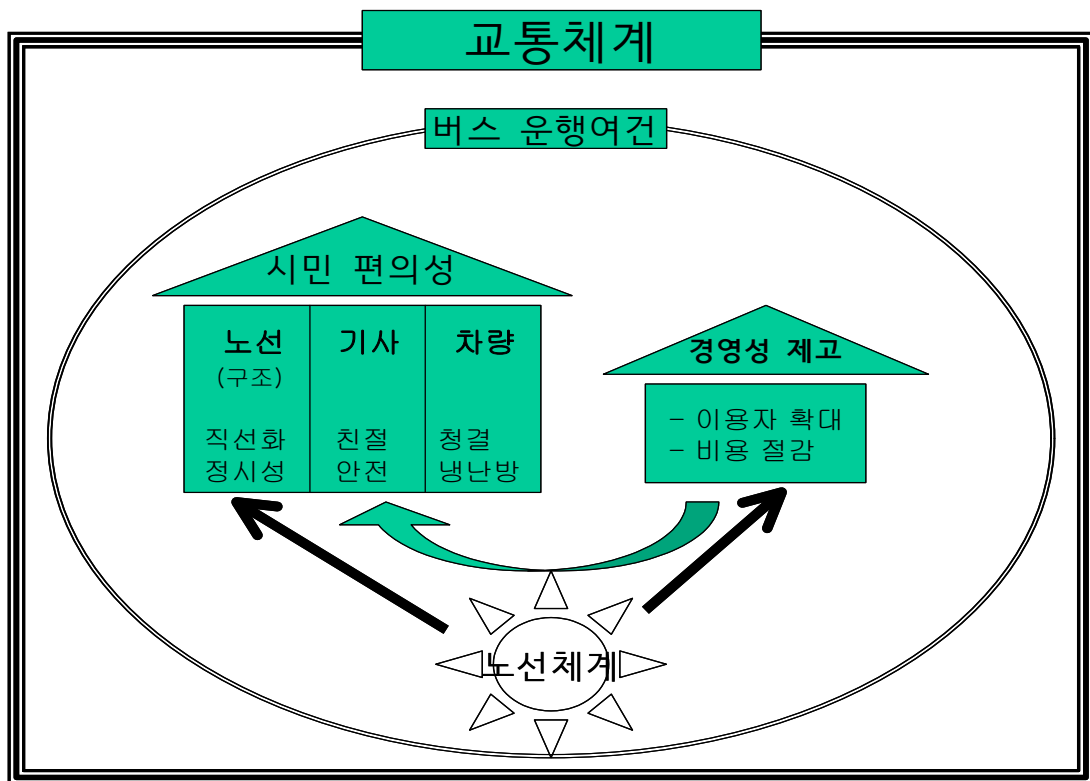 교통체계
버스 운행여건
시민 편의성
노선
(구조)
직선화
정시성
기사
친절
안전
차량
청결
냉난방
경영성 제고
- 이용자 확대
- 비용 절감
노선체계